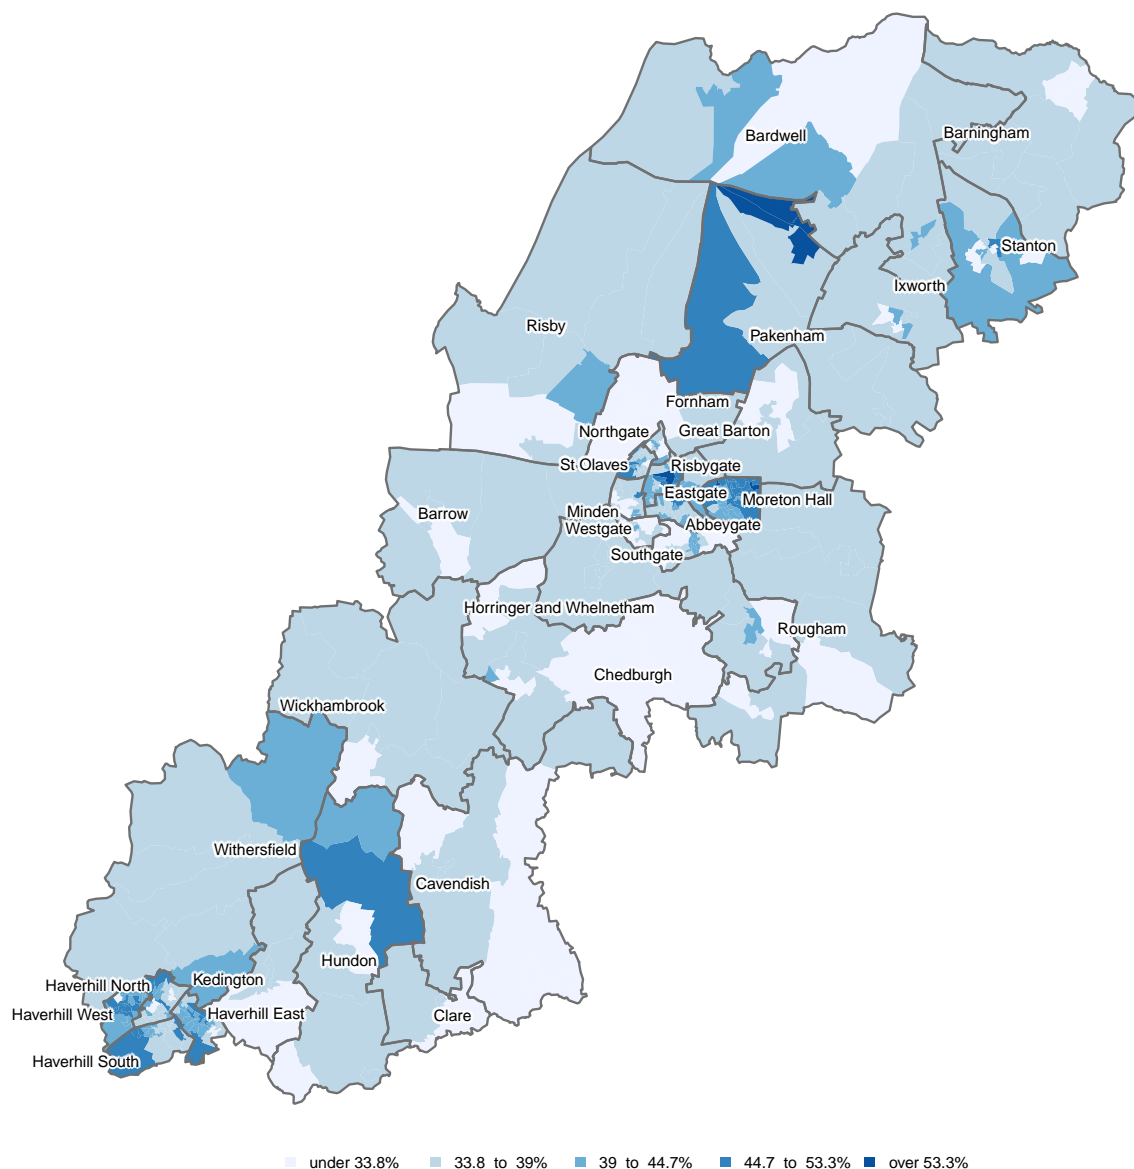 Bardwell
Barningham
Stanton
Ixworth
Risby
Pakenham
Fornham
Northgate
Great Barton
St Olaves
Risbygate
Eastgate
Moreton Hall
Barrow
Minden
Westgate
Abbeygate
Southgate
Horringer and Whelnetham
Rougham
Chedburgh
Wickhambrook
Withersfield
Cavendish
Hundon
Kedington
Haverhill North
Haverhill West
Haverhill East
Clare
Haverhill South
under 33.8% 33.8 to 39% 39 to 44.7% 44.7 to 53.3% over 53.3%